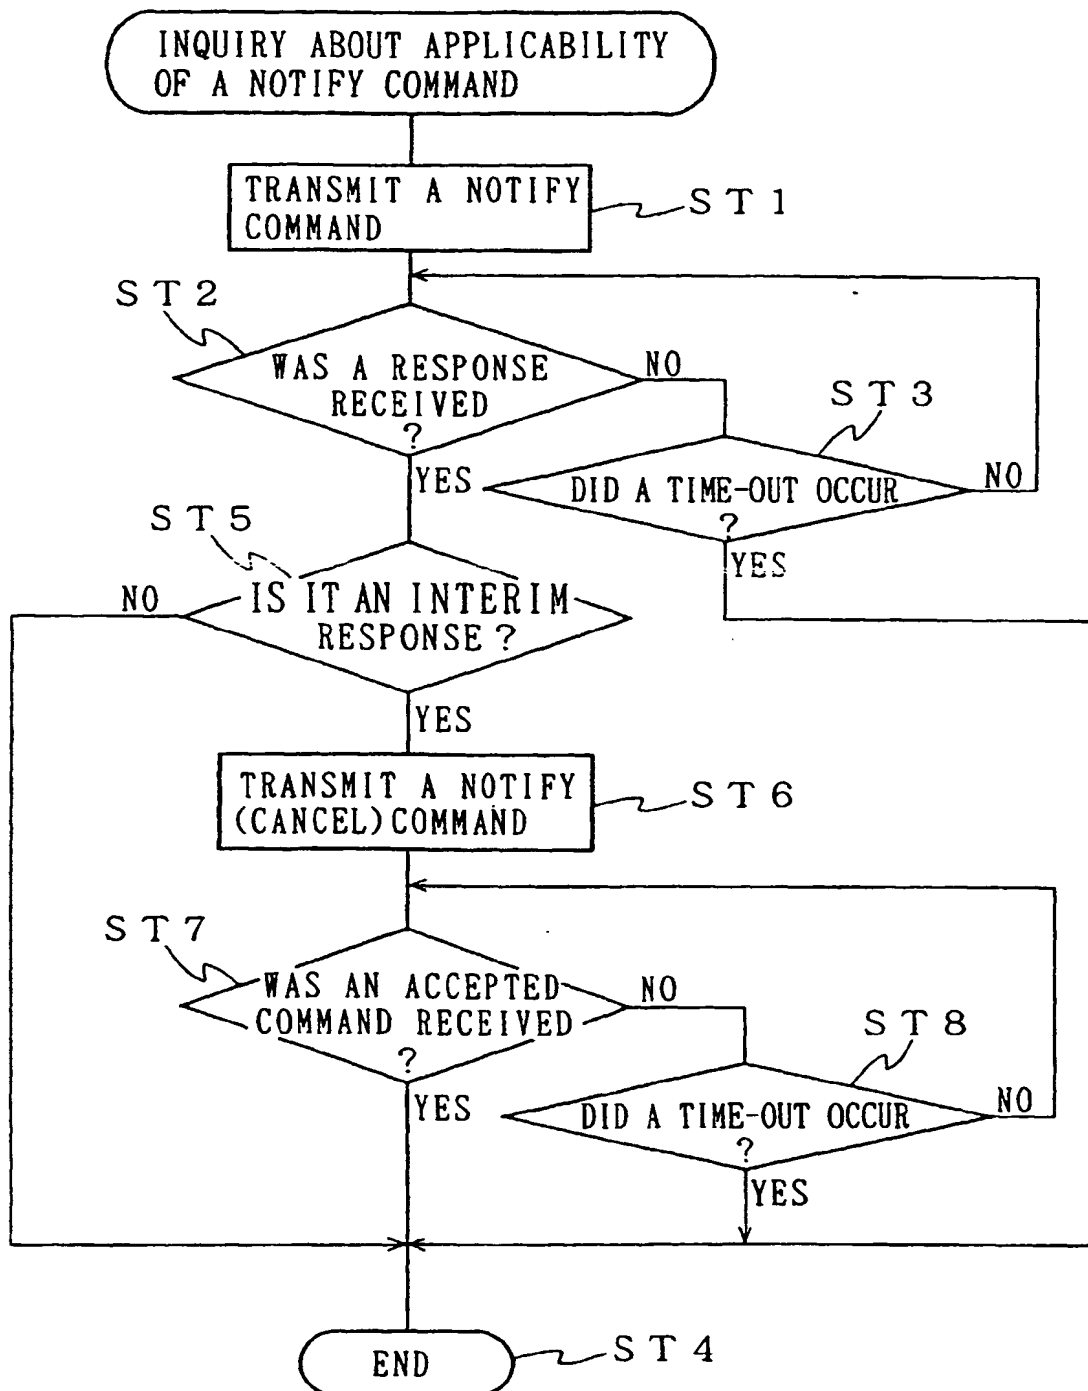 INQUIRY ABOUT APPLICABILITY
OF A NOTIFY COMMAND
TRANSMIT A NOTIFY
COMMAND
ST1
ST2
WAS A RESPONSE
RECEIVED
?
NO
YES
ST3
DID A TIME-OUT OCCUR
?
NO
YES
ST5
IS IT AN INTERIM
RESPONSE?
NO
YES
TRANSMIT A NOTIFY
(CANCEL)COMMAND
ST6
ST7
WAS AN ACCEPTED
COMMAND RECEIVED
?
NO
YES
ST8
DID A TIME-OUT OCCUR
?
NO
YES
END
ST4